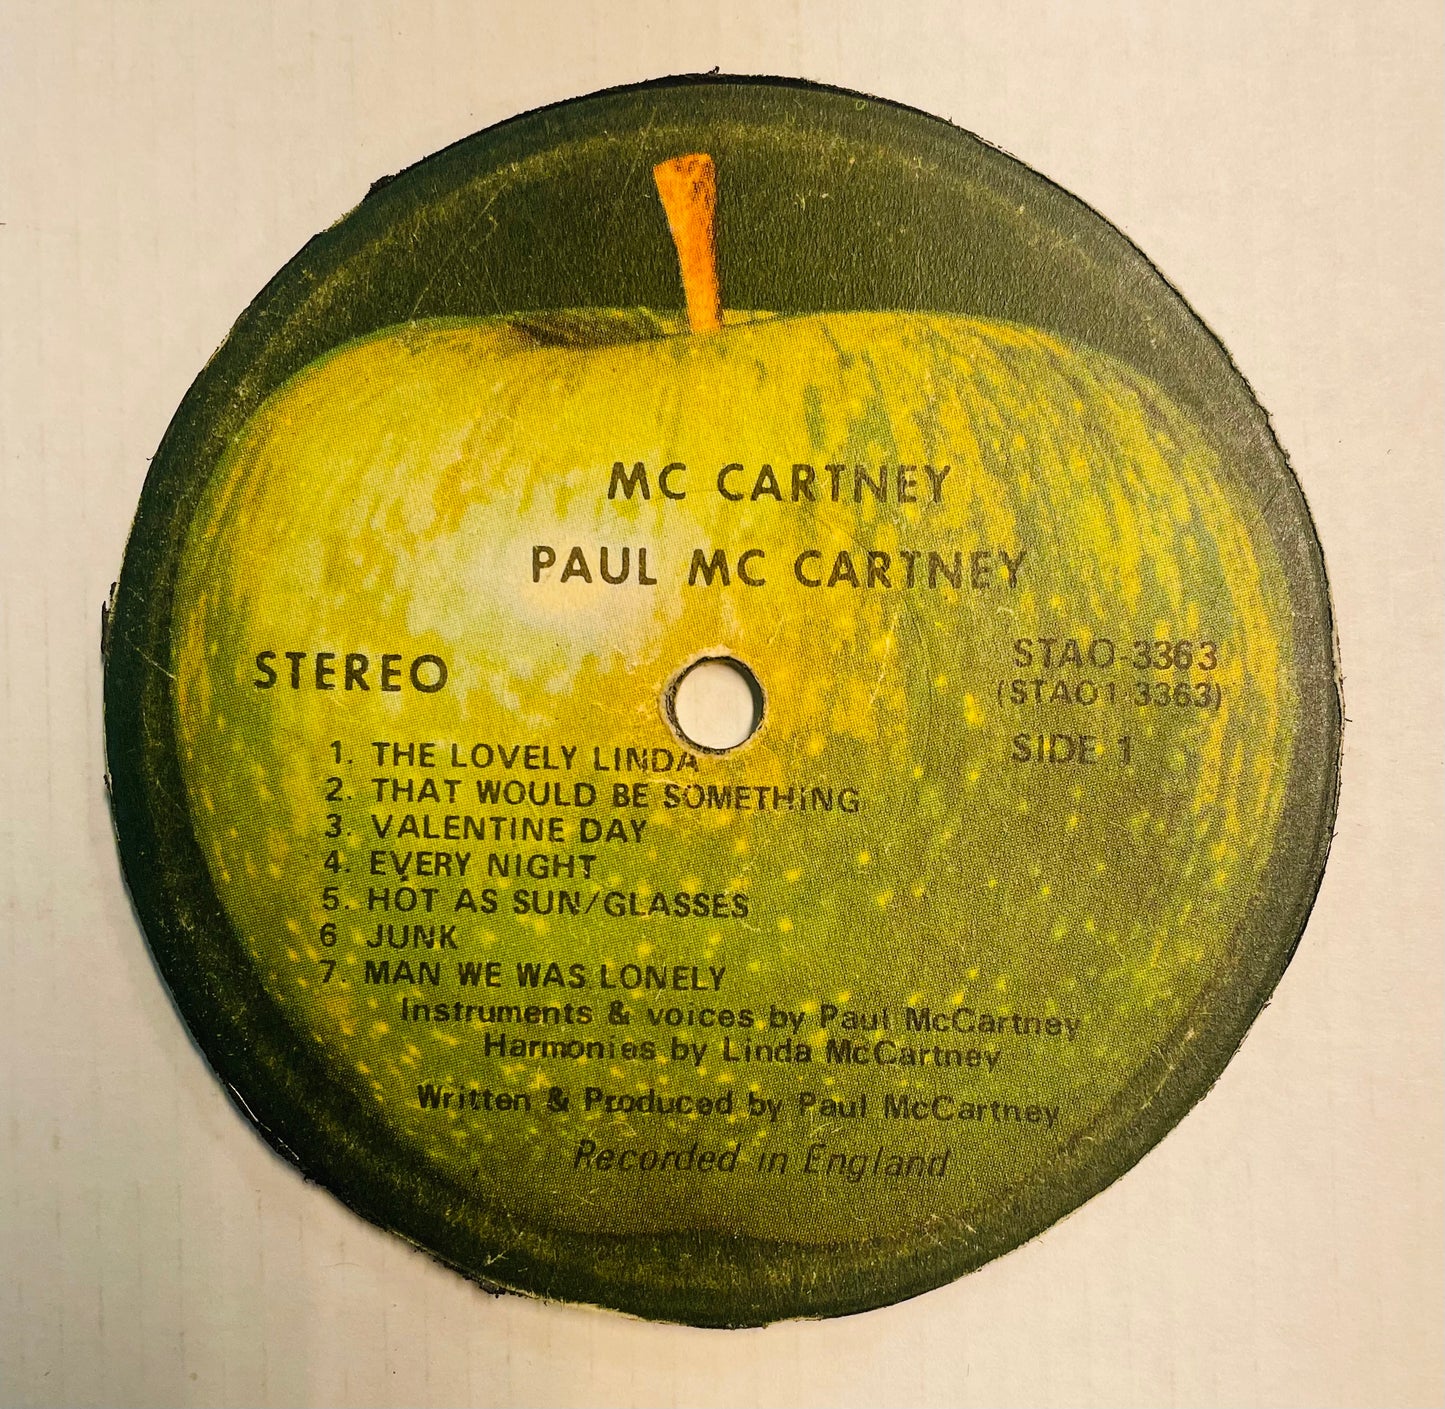 MC CARTNEY
PAUL MC CARTNEY
STEREO
STAO-3363
(STAO1 3363)
SIDE 1
1. THE LOVELY LINDA
2. THAT WOULD BE SOMETHING
3. VALENTINE DAY
4. EVERY NIGHT
5. HOT AS SUN/GLASSES
6 JUNK
7. MAN WE WAS LONELY
Instruments & voices by Paul McCartney
Harmonies by Linda McCartney
Written & Produced by Paul McCartney
Recorded in England